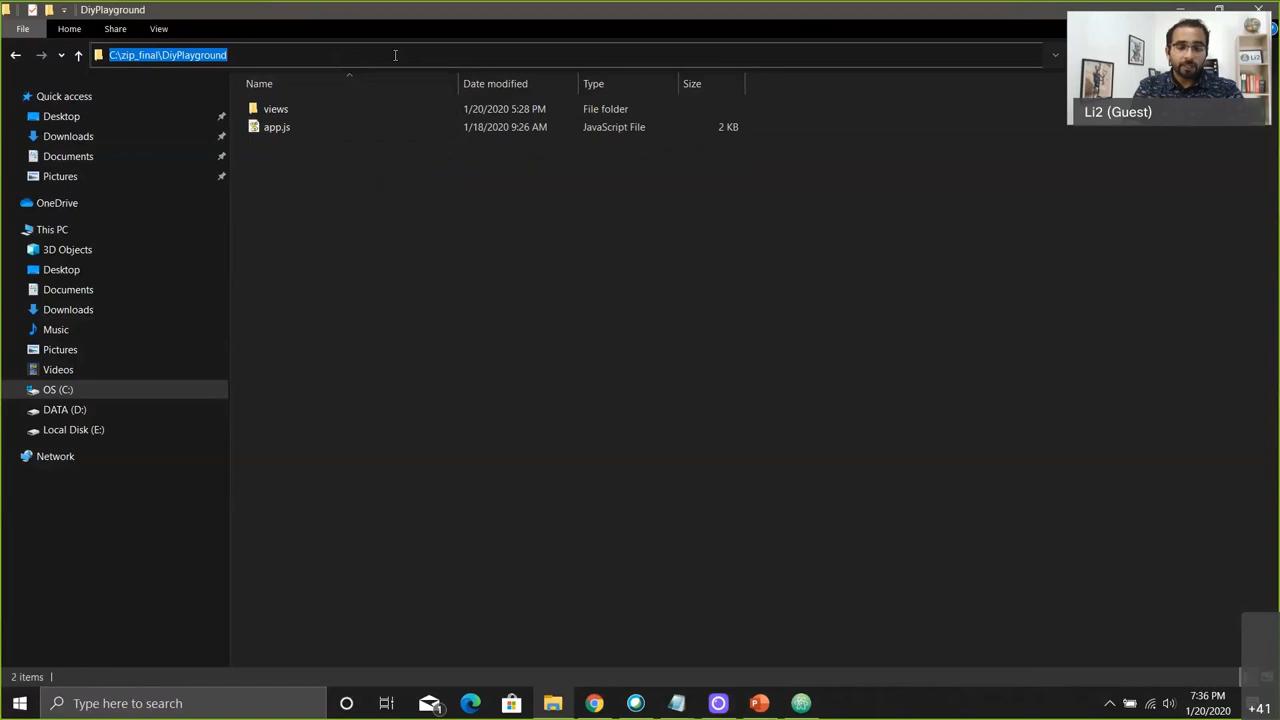 DiyPlayground
File Home Share View
C:\zip_final\DiyPlayground
Name Date modified Type Size
views 1/20/2020 5:28 PM File folder
app.js 1/18/2020 9:26 AM JavaScript File 2 KB
Quick access
Desktop
Downloads
Documents
Pictures
OneDrive
This PC
3D Objects
Desktop
Documents
Downloads
Music
Pictures
Videos
OS (C:)
DATA (D:)
Local Disk (E:)
Network
Li2
Li2 (Guest)
2 items
Type here to search
7:36 PM
1/20/2020
+41